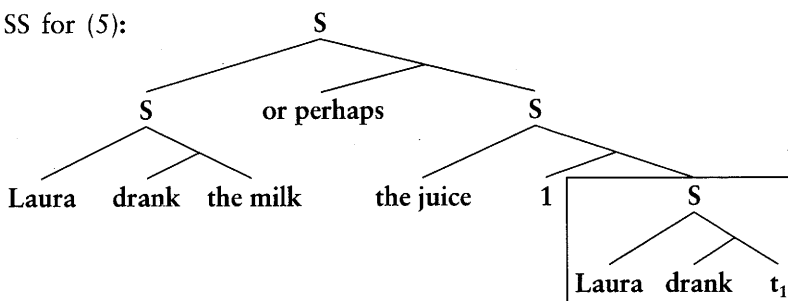 SS for (5):
S
S
or perhaps
S
Laura drank the milk
the juice
1
S
Laura drank t₁